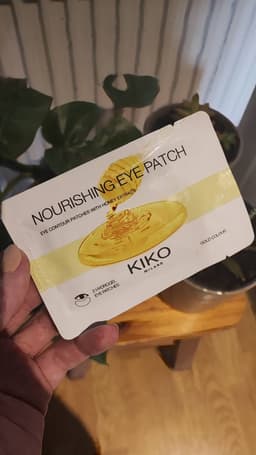 NOURISHING EYE PATCH
EYE CONTOUR PATCHES WITH HONEY EXTRACT
KIKO
MILANO
2 HYDROGEL
EYE PATCHES
GOLD COLOUR